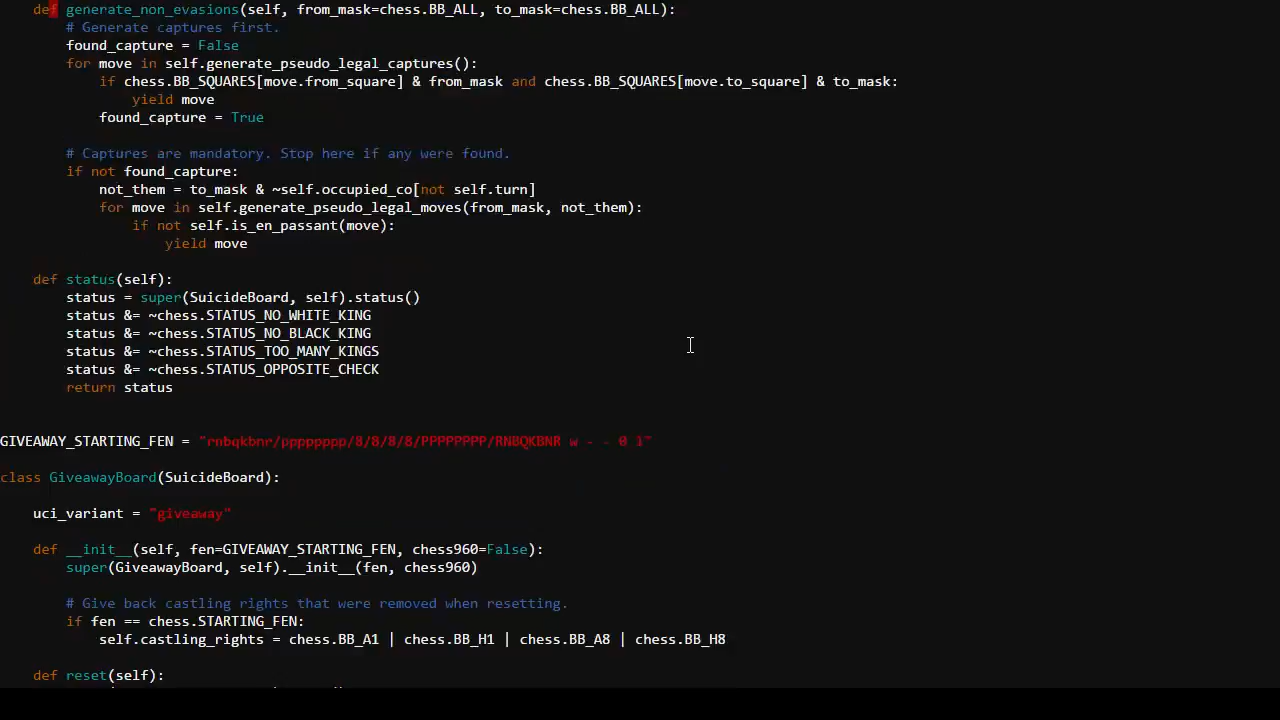 def generate_non_evasions(self, from_mask=chess.BB_ALL, to_mask=chess.BB_ALL):
# Generate captures first.
found_capture = False
for move in self.generate_pseudo_legal_captures():
if chess.BB_SQUARES[move.from_square] & from_mask and chess.BB_SQUARES[move.to_square] & to_mask:
yield move
found_capture = True
# Captures are mandatory. Stop here if any were found.
if not found_capture:
not_them = to_mask & ~self.occupied_co[not self.turn]
for move in self.generate_pseudo_legal_moves(from_mask, not_them):
if not self.is_en_passant(move):
yield move
def status(self):
status = super(SuicideBoard, self).status()
status &= ~chess.STATUS_NO_WHITE_KING
status &= ~chess.STATUS_NO_BLACK_KING
status &= ~chess.STATUS_TOO_MANY_KINGS
status &= ~chess.STATUS_OPPOSITE_CHECK
return status
GIVEAWAY_STARTING_FEN = "rnbqkbnr/pppppppp/8/8/8/8/PPPPPPPP/RNBQKBNR w - - 0 1"
class GiveawayBoard(SuicideBoard):
uci_variant = "giveaway"
def __init__(self, fen=GIVEAWAY_STARTING_FEN, chess960=False):
super(GiveawayBoard, self).__init__(fen, chess960)
# Give back castling rights that were removed when resetting.
if fen == chess.STARTING_FEN:
self.castling_rights = chess.BB_A1 | chess.BB_H1 | chess.BB_A8 | chess.BB_H8
def reset(self):